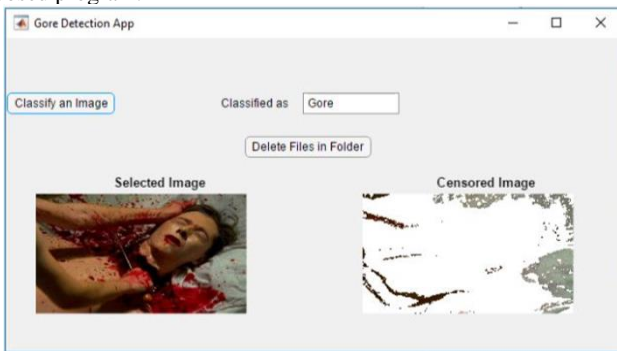 Gore Detection App
Classify an Image
Classified as
Gore
Delete Files in Folder
Selected Image
Censored Image